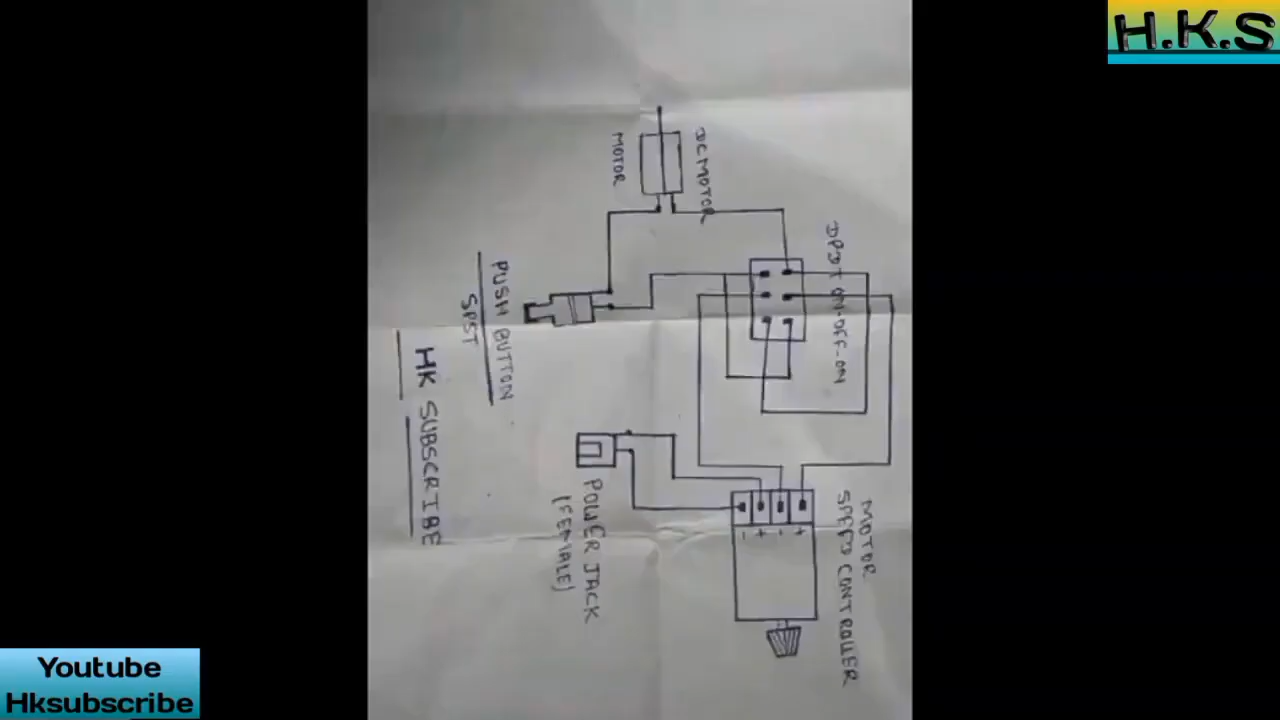 H.K.S
DC MOTOR
MOTOR
DPDT ON-OFF-ON
PUSH BUTTON
SPST
HK SUBSCRIBE
MOTOR
SPEED CONTROLLER
- + - +
POWER JACK
(FEMALE)
Youtube
Hksubscribe